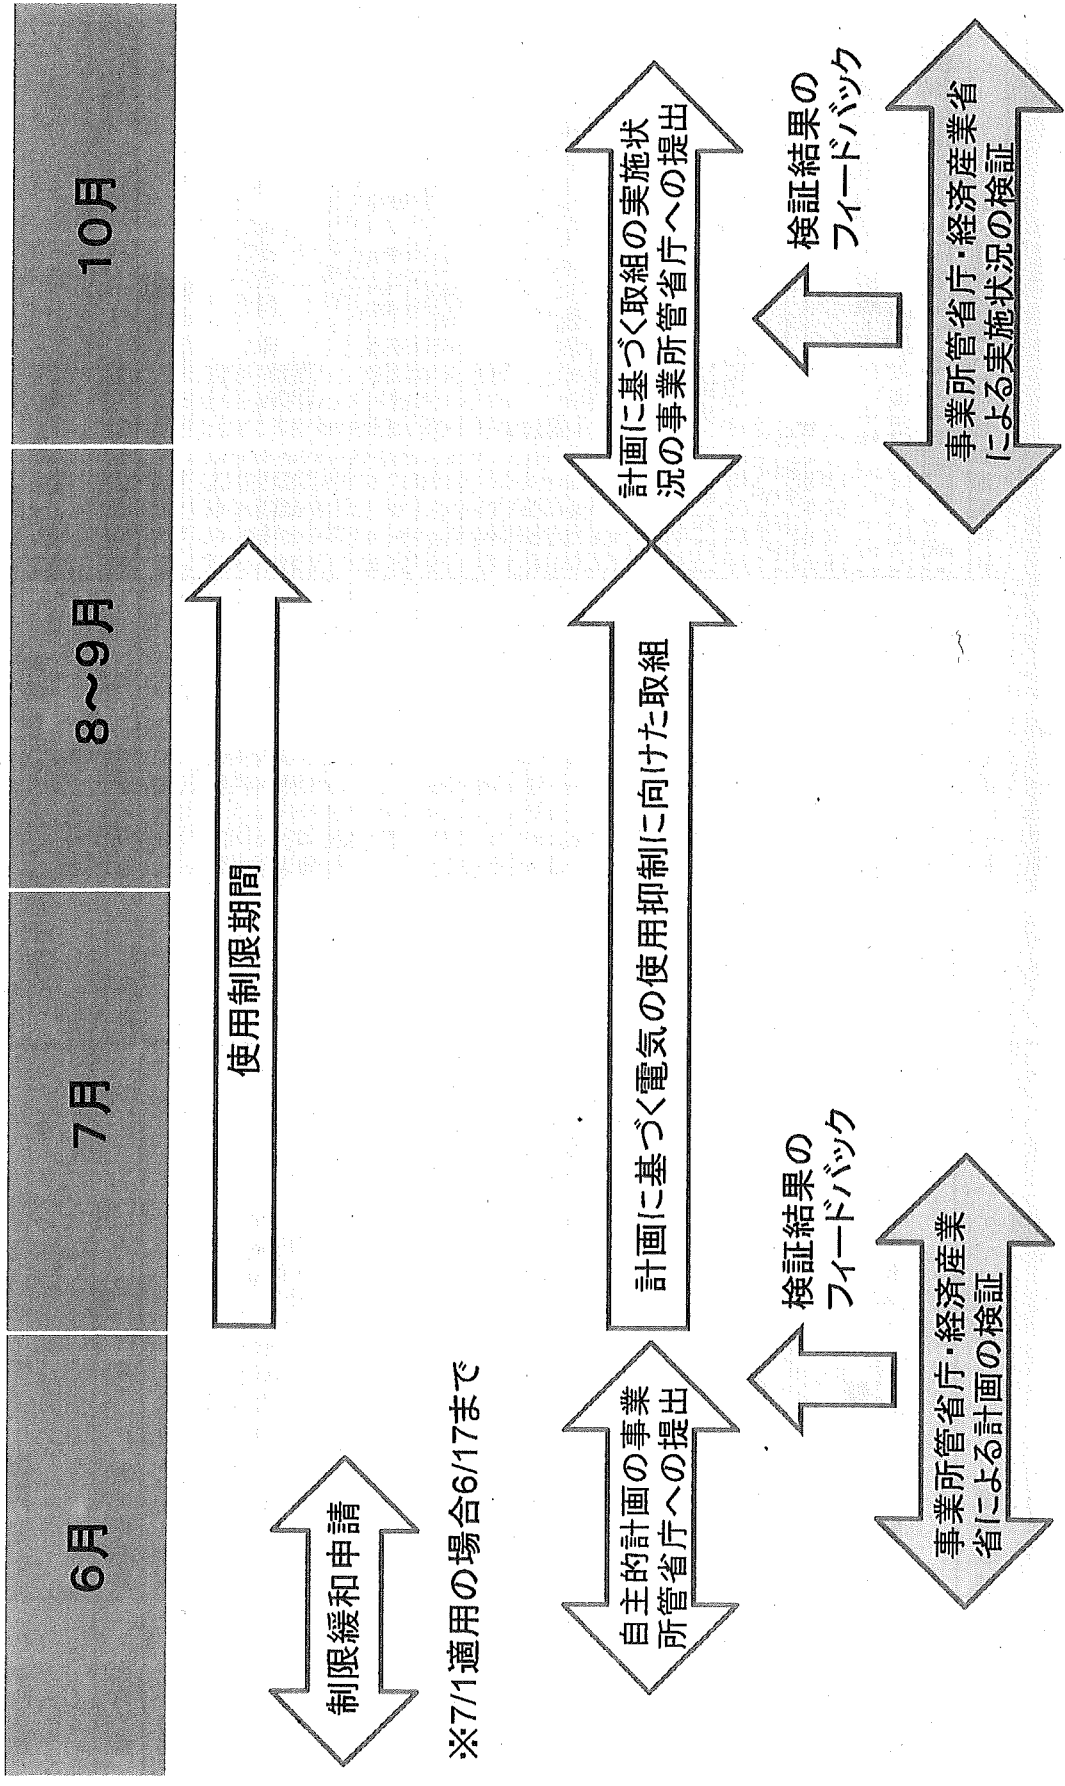 6月
7月
8～9月
10月
使用制限期間
制限緩和申請
※7/1適用の場合6/17まで
自主的計画の事業
所管省庁への提出
計画に基づく電気の使用抑制に向けた取組
計画に基づく取組の実施状
況の事業所管省庁への提出
検証結果の
フィードバック
検証結果の
フィードバック
事業所管省庁・経済産業
省による計画の検証
事業所管省庁・経済産業省
による実施状況の検証